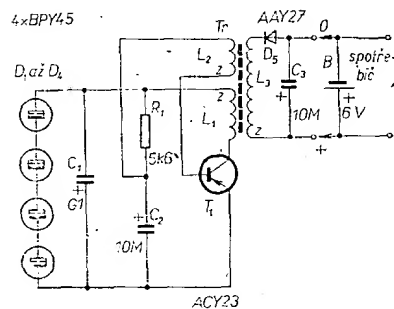 4xBPY45
Tr
AAY27
D₁ až D₄
L₂
z
D₅
0
L₃
C₃
B
spotře-
bič
R₁
z
L₁
10M
6V
C₁
5k6
+
G1
T₁
z
+
C₂
10M
ACY23